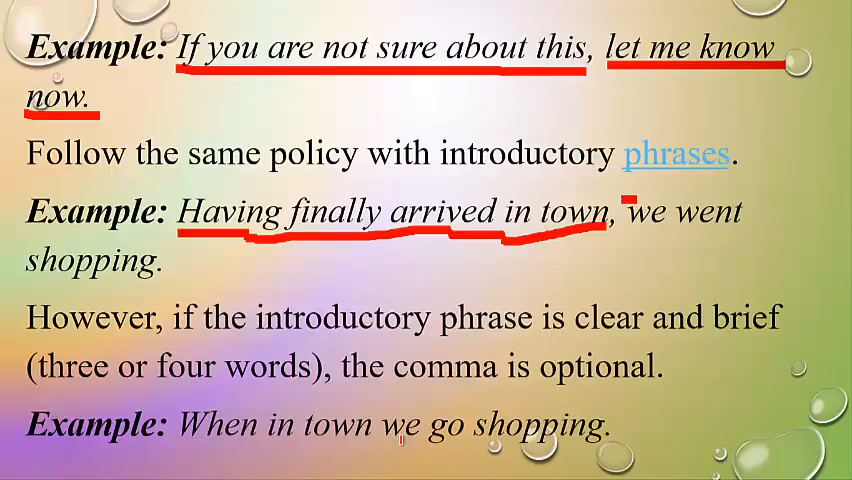 Example: If you are not sure about this, let me know
now.
Follow the same policy with introductory phrases.
Example: Having finally arrived in town, we went
shopping.
However, if the introductory phrase is clear and brief
(three or four words), the comma is optional.
Example: When in town we go shopping.